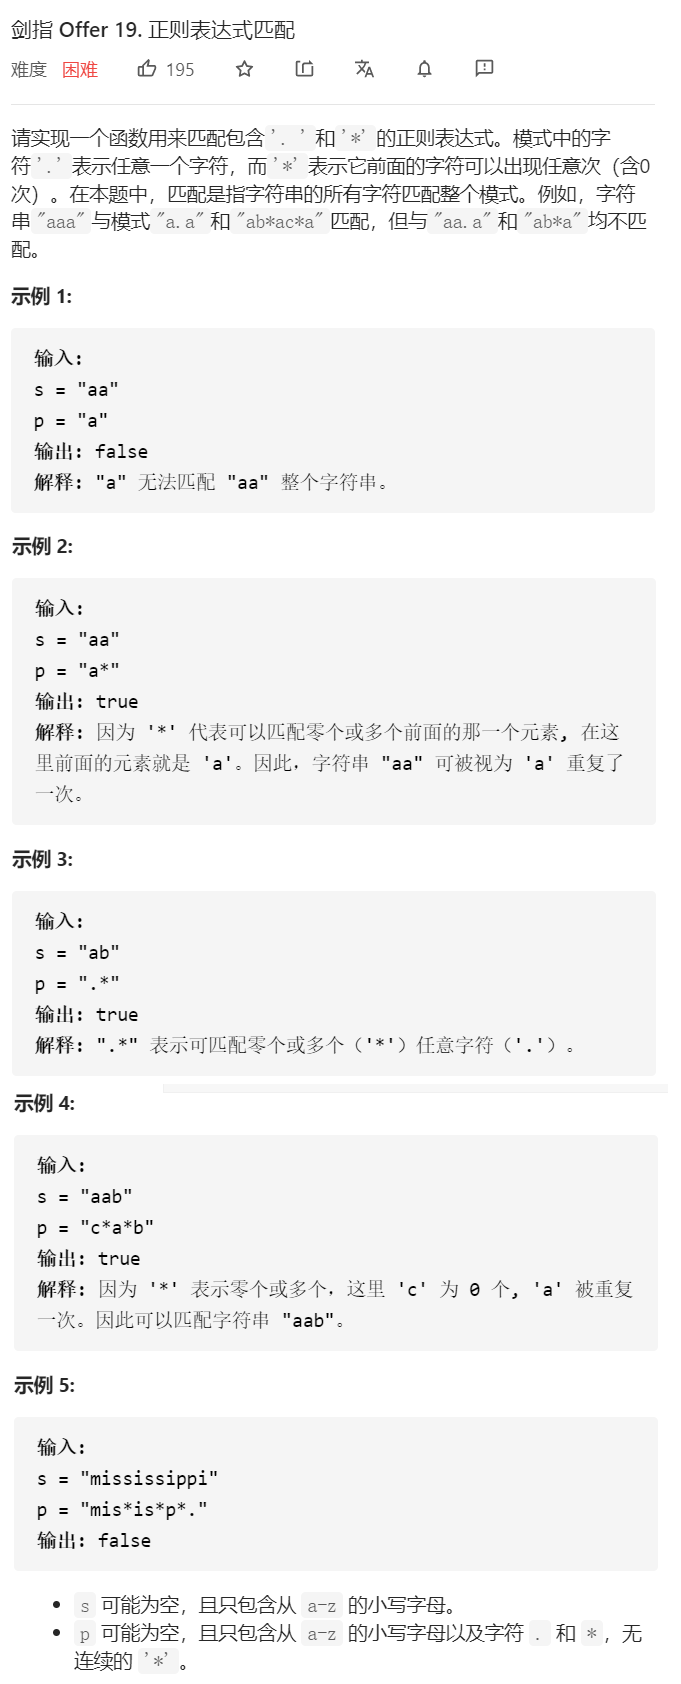 剑指 Offer 19. 正则表达式匹配
难度 困难 195
请实现一个函数用来匹配包含'. '和'*'的正则表达式。模式中的字
符'.'表示任意一个字符，而'*'表示它前面的字符可以出现任意次（含0
次）。在本题中，匹配是指字符串的所有字符匹配整个模式。例如，字符
串"aaa"与模式"a.a"和"ab*ac*a"匹配，但与"aa.a"和"ab*a"均不匹
配。
示例 1:
输入:
s = "aa"
p = "a"
输出: false
解释: "a" 无法匹配 "aa" 整个字符串。
示例 2:
输入:
s = "aa"
p = "a*"
输出: true
解释: 因为 '*' 代表可以匹配零个或多个前面的那一个元素, 在这
里前面的元素就是 'a'。因此，字符串 "aa" 可被视为 'a' 重复了
一次。
示例 3:
输入:
s = "ab"
p = ".*"
输出: true
解释: ".*" 表示可匹配零个或多个（'*'）任意字符（'.'）。
示例 4:
输入:
s = "aab"
p = "c*a*b"
输出: true
解释: 因为 '*' 表示零个或多个，这里 'c' 为 0 个, 'a' 被重复
一次。因此可以匹配字符串 "aab"。
示例 5:
输入:
s = "mississippi"
p = "mis*is*p*."
输出: false
• s 可能为空，且只包含从 a-z 的小写字母。
• p 可能为空，且只包含从 a-z 的小写字母以及字符 . 和 *，无
连续的 '*'。